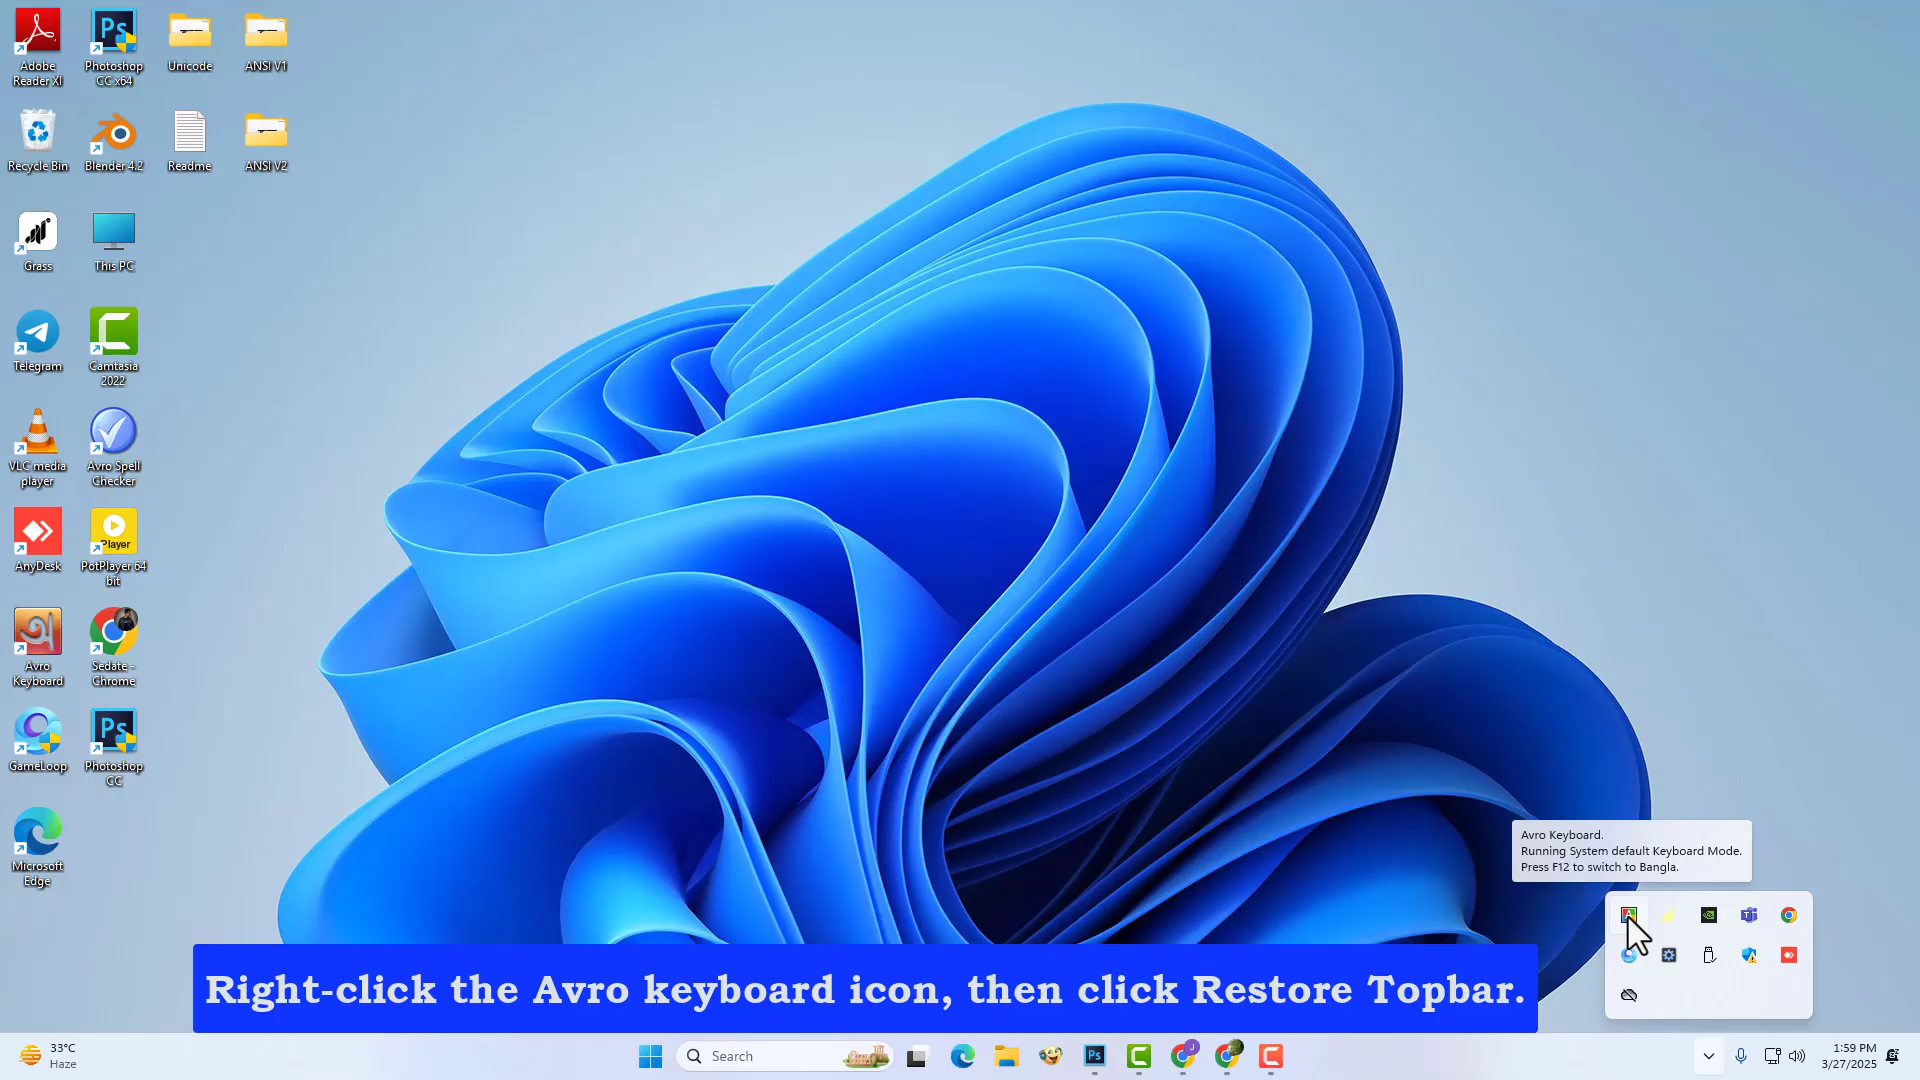 Adobe
Reader XI
Photoshop
CC x64
Unicode
ANSI V1
Recycle Bin
Blender 4.2
Readme
ANSI V2
Grass
This PC
Telegram
Camtasia
2022
VLC media
player
Avro Spell
Checker
AnyDesk
Player
PotPlayer 64
bit
Avro
Keyboard
Sedate -
Chrome
GameLoop
Photoshop
CC
Microsoft
Edge
Avro Keyboard.
Running System default Keyboard Mode.
Press F12 to switch to Bangla.
Right-click the Avro keyboard icon, then click Restore Topbar.
33°C
Haze
Search
1:59 PM
3/27/2025